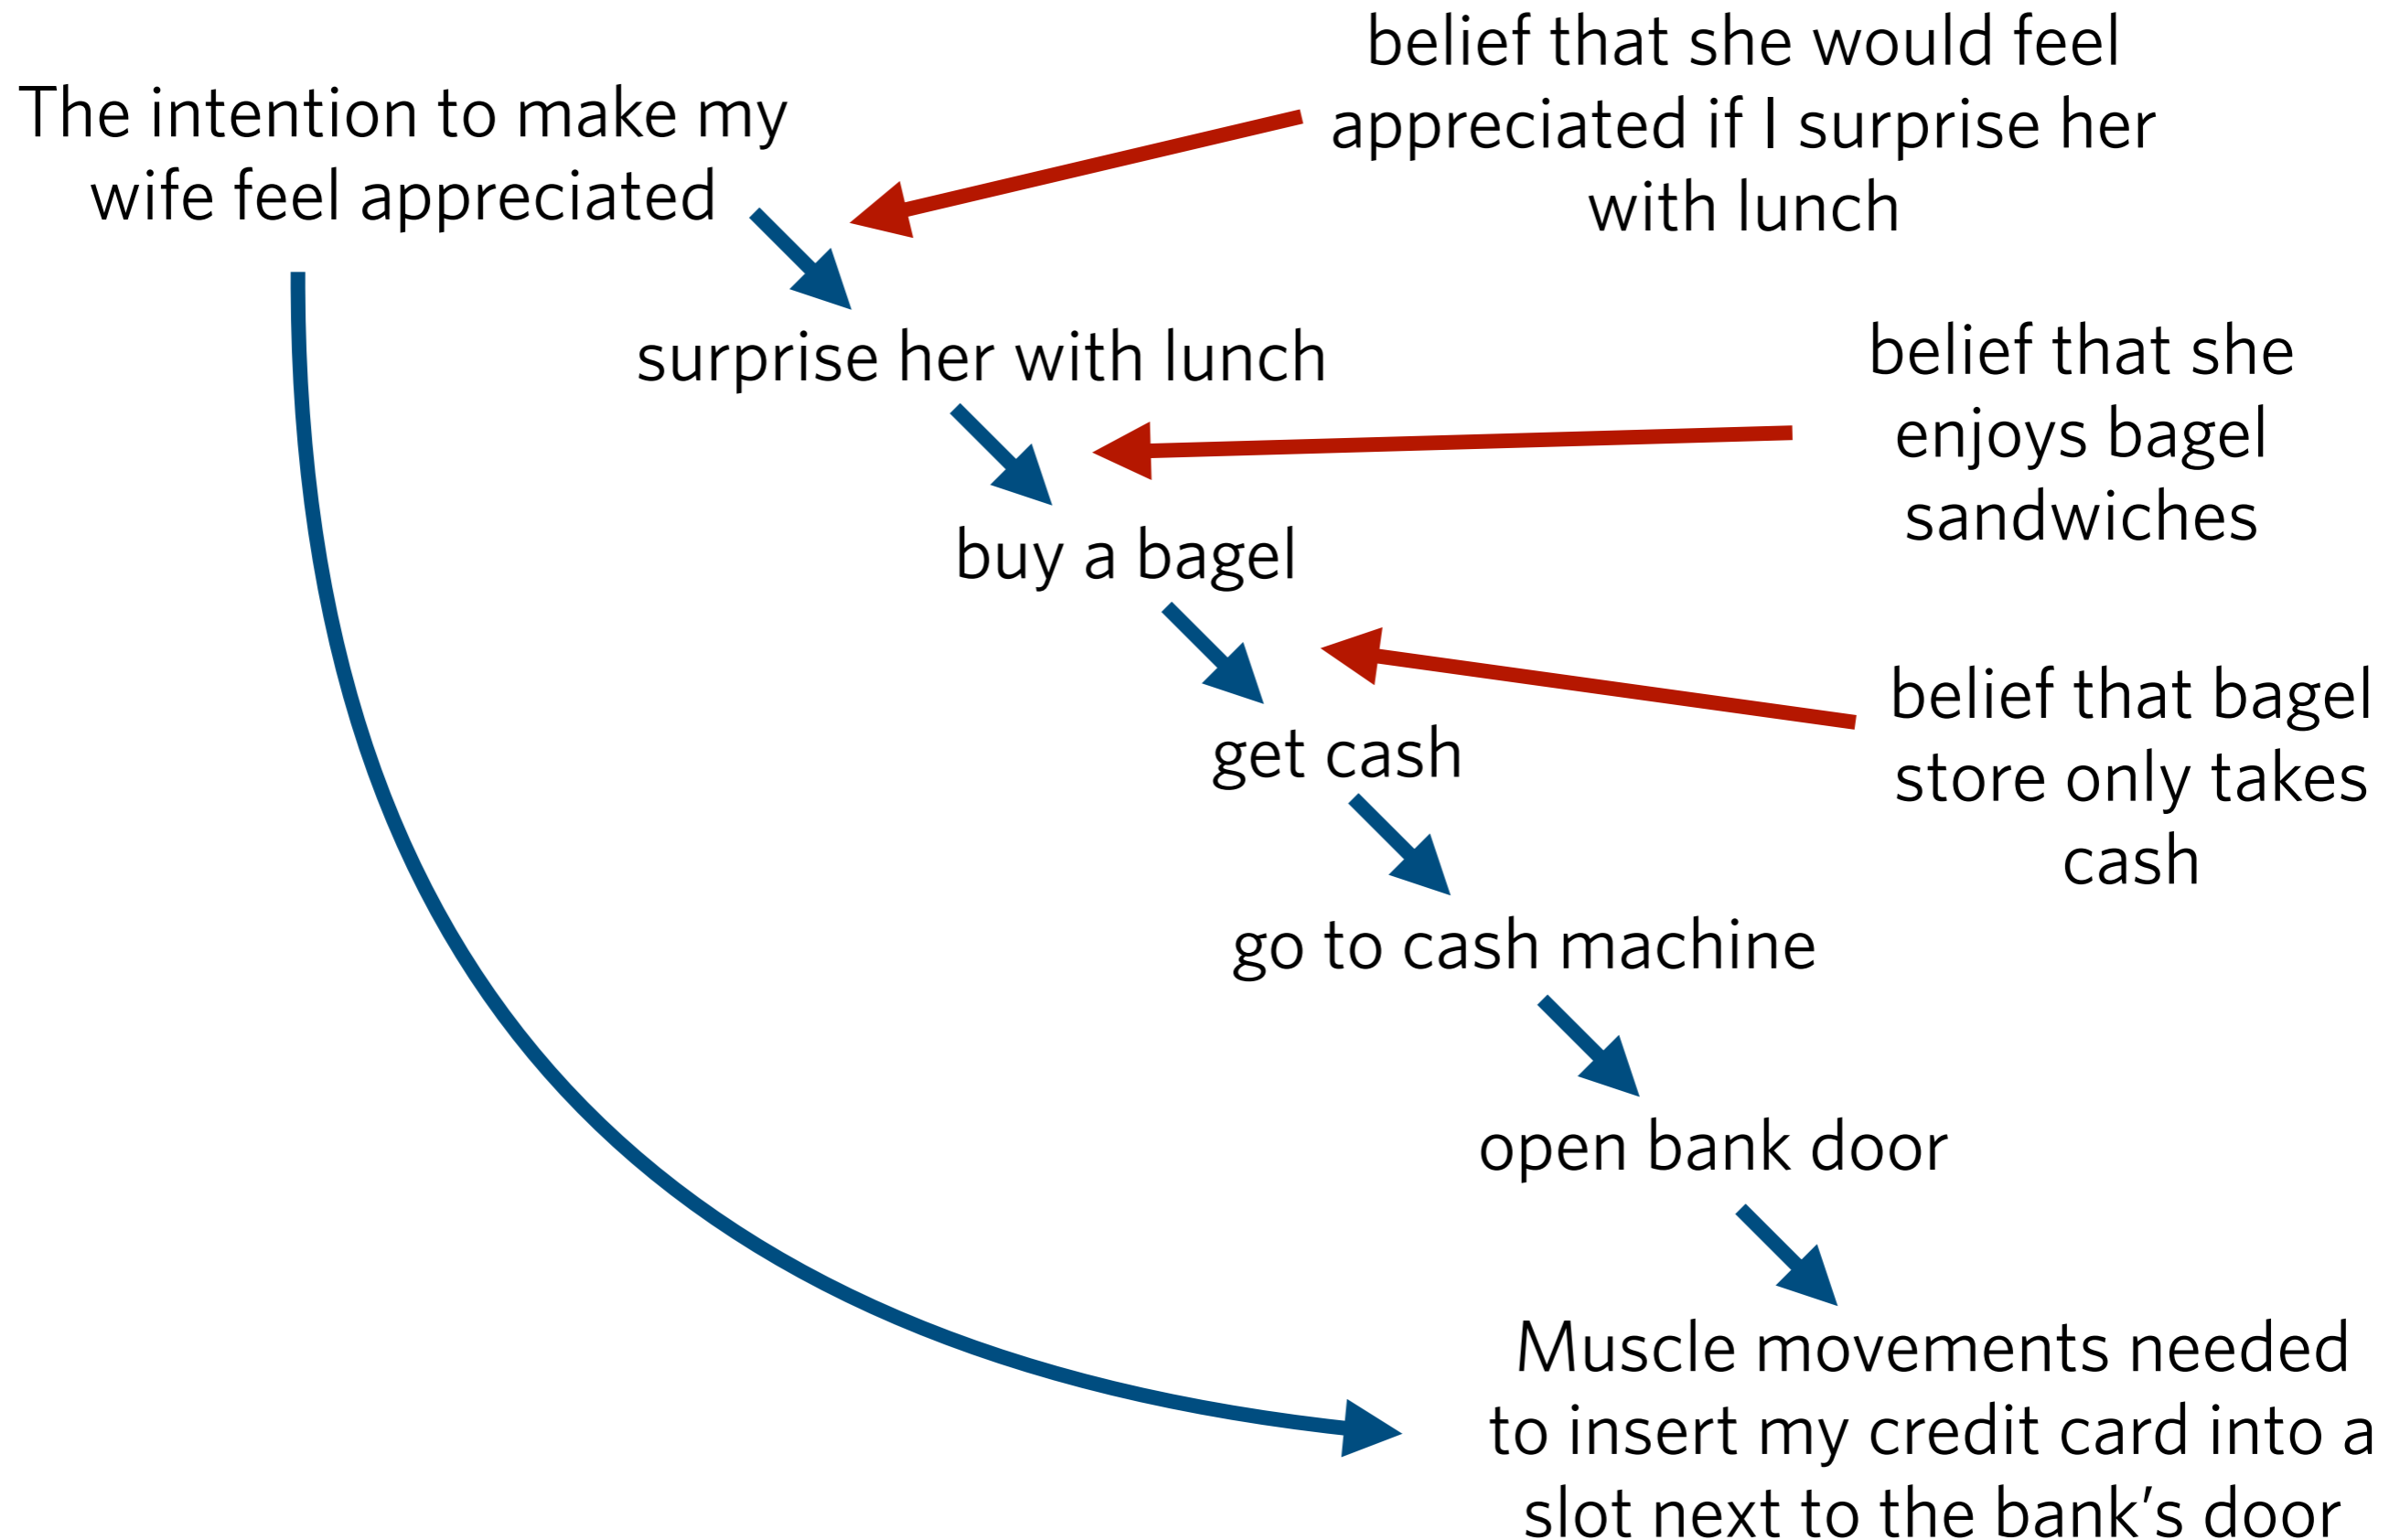 The intention to make my
wife feel appreciated
belief that she would feel
appreciated if I surprise her
with lunch
surprise her with lunch
belief that she
enjoys bagel
sandwiches
buy a bagel
belief that bagel
store only takes
cash
get cash
go to cash machine
open bank door
Muscle movements needed
to insert my credit card into a
slot next to the bank’s door